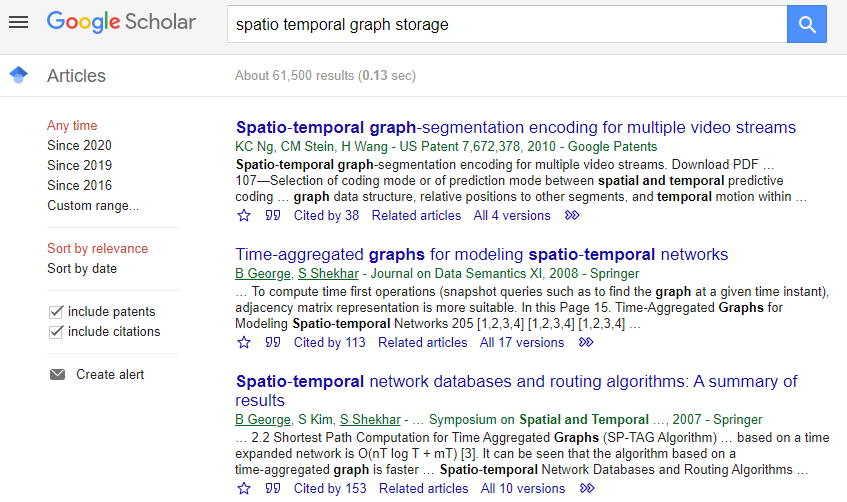 Google Scholar
spatio temporal graph storage
Articles
About 61,500 results (0.13 sec)
Any time
Since 2020
Since 2019
Since 2016
Custom range...
Sort by relevance
Sort by date
include patents
include citations
Create alert
Spatio-temporal graph-segmentation encoding for multiple video streams
KC Ng, CM Stein, H Wang - US Patent 7,672,378, 2010 - Google Patents
Spatio-temporal graph-segmentation encoding for multiple video streams. Download PDF ...
107—Selection of coding mode or of prediction mode between spatial and temporal predictive
coding ... graph data structure, relative positions to other segments, and temporal motion within ...
Cited by 38 Related articles All 4 versions
Time-aggregated graphs for modeling spatio-temporal networks
B George, S Shekhar - Journal on Data Semantics XI, 2008 - Springer
... To compute time first operations (snapshot queries such as to find the graph at a given time instant),
adjacency matrix representation is more suitable. In this Page 15. Time-Aggregated Graphs for
Modeling Spatio-temporal Networks 205 [1,2,3,4] [1,2,3,4] [1,2,3,4] ...
Cited by 113 Related articles All 17 versions
Spatio-temporal network databases and routing algorithms: A summary of
results
B George, S Kim, S Shekhar - ... Symposium on Spatial and Temporal ..., 2007 - Springer
... 2.2 Shortest Path Computation for Time Aggregated Graphs (SP-TAG Algorithm) ... based on a time
expanded network is O(nT log T + mT) [3]. It can be seen that the algorithm based on a
time-aggregated graph is faster ... Spatio-temporal Network Databases and Routing Algorithms ...
Cited by 153 Related articles All 10 versions